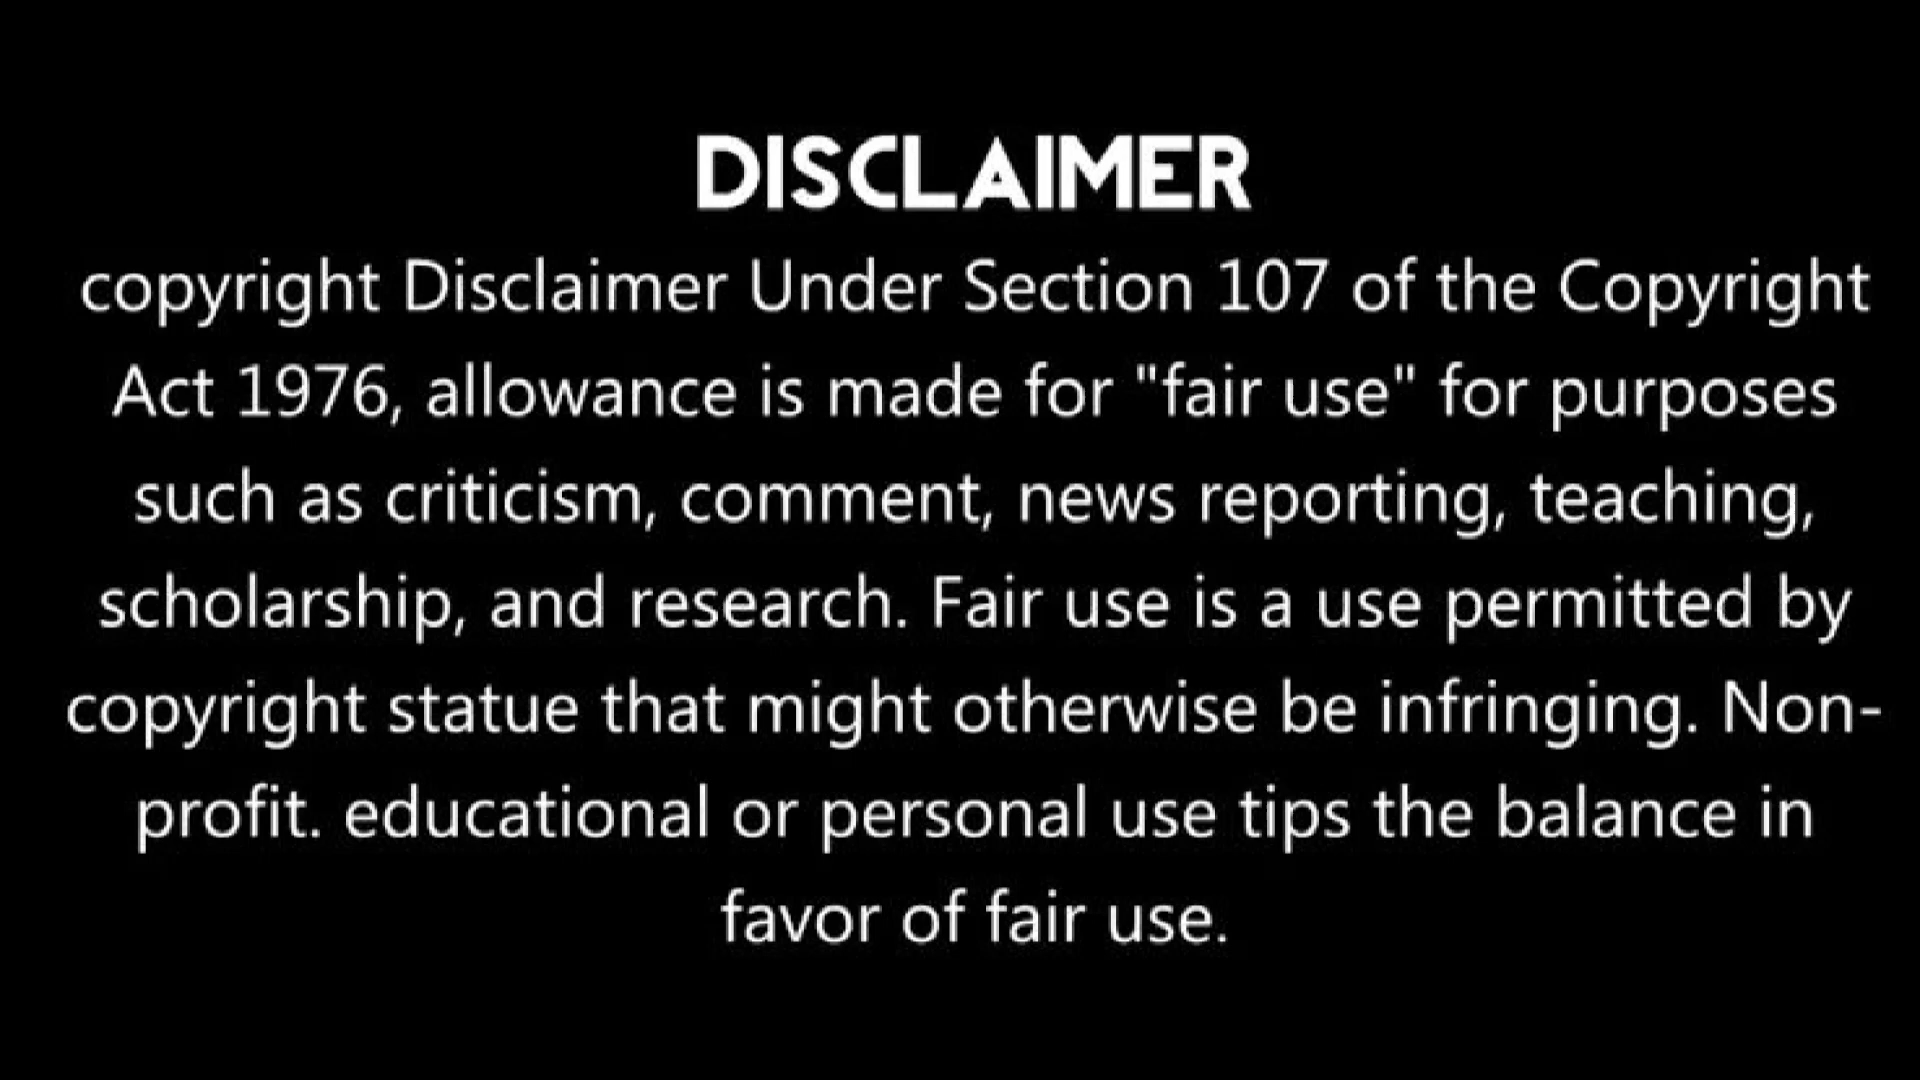 DISCLAIMER
copyright Disclaimer Under Section 107 of the Copyright
Act 1976, allowance is made for "fair use" for purposes
such as criticism, comment, news reporting, teaching,
scholarship, and research. Fair use is a use permitted by
copyright statue that might otherwise be infringing. Non-
profit. educational or personal use tips the balance in
favor of fair use.